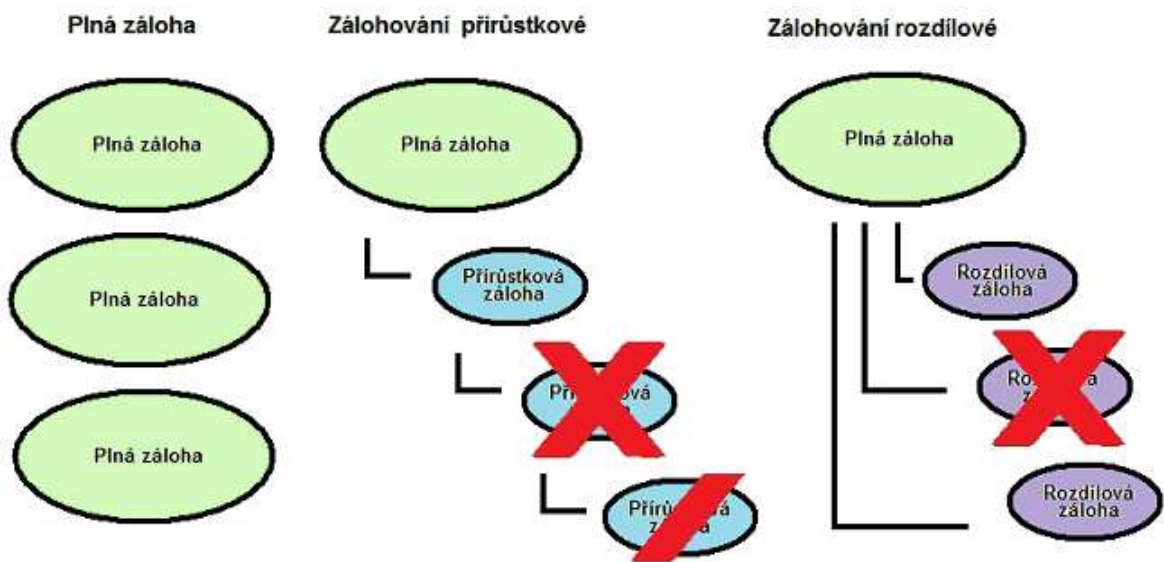 Plná záloha
Plná záloha
Plná záloha
Plná záloha
Zálohování přírůstkové
Plná záloha
Přírůstková
záloha
Zálohování rozdílové
Plná záloha
Rozdílová
záloha
Rozdílová
záloha